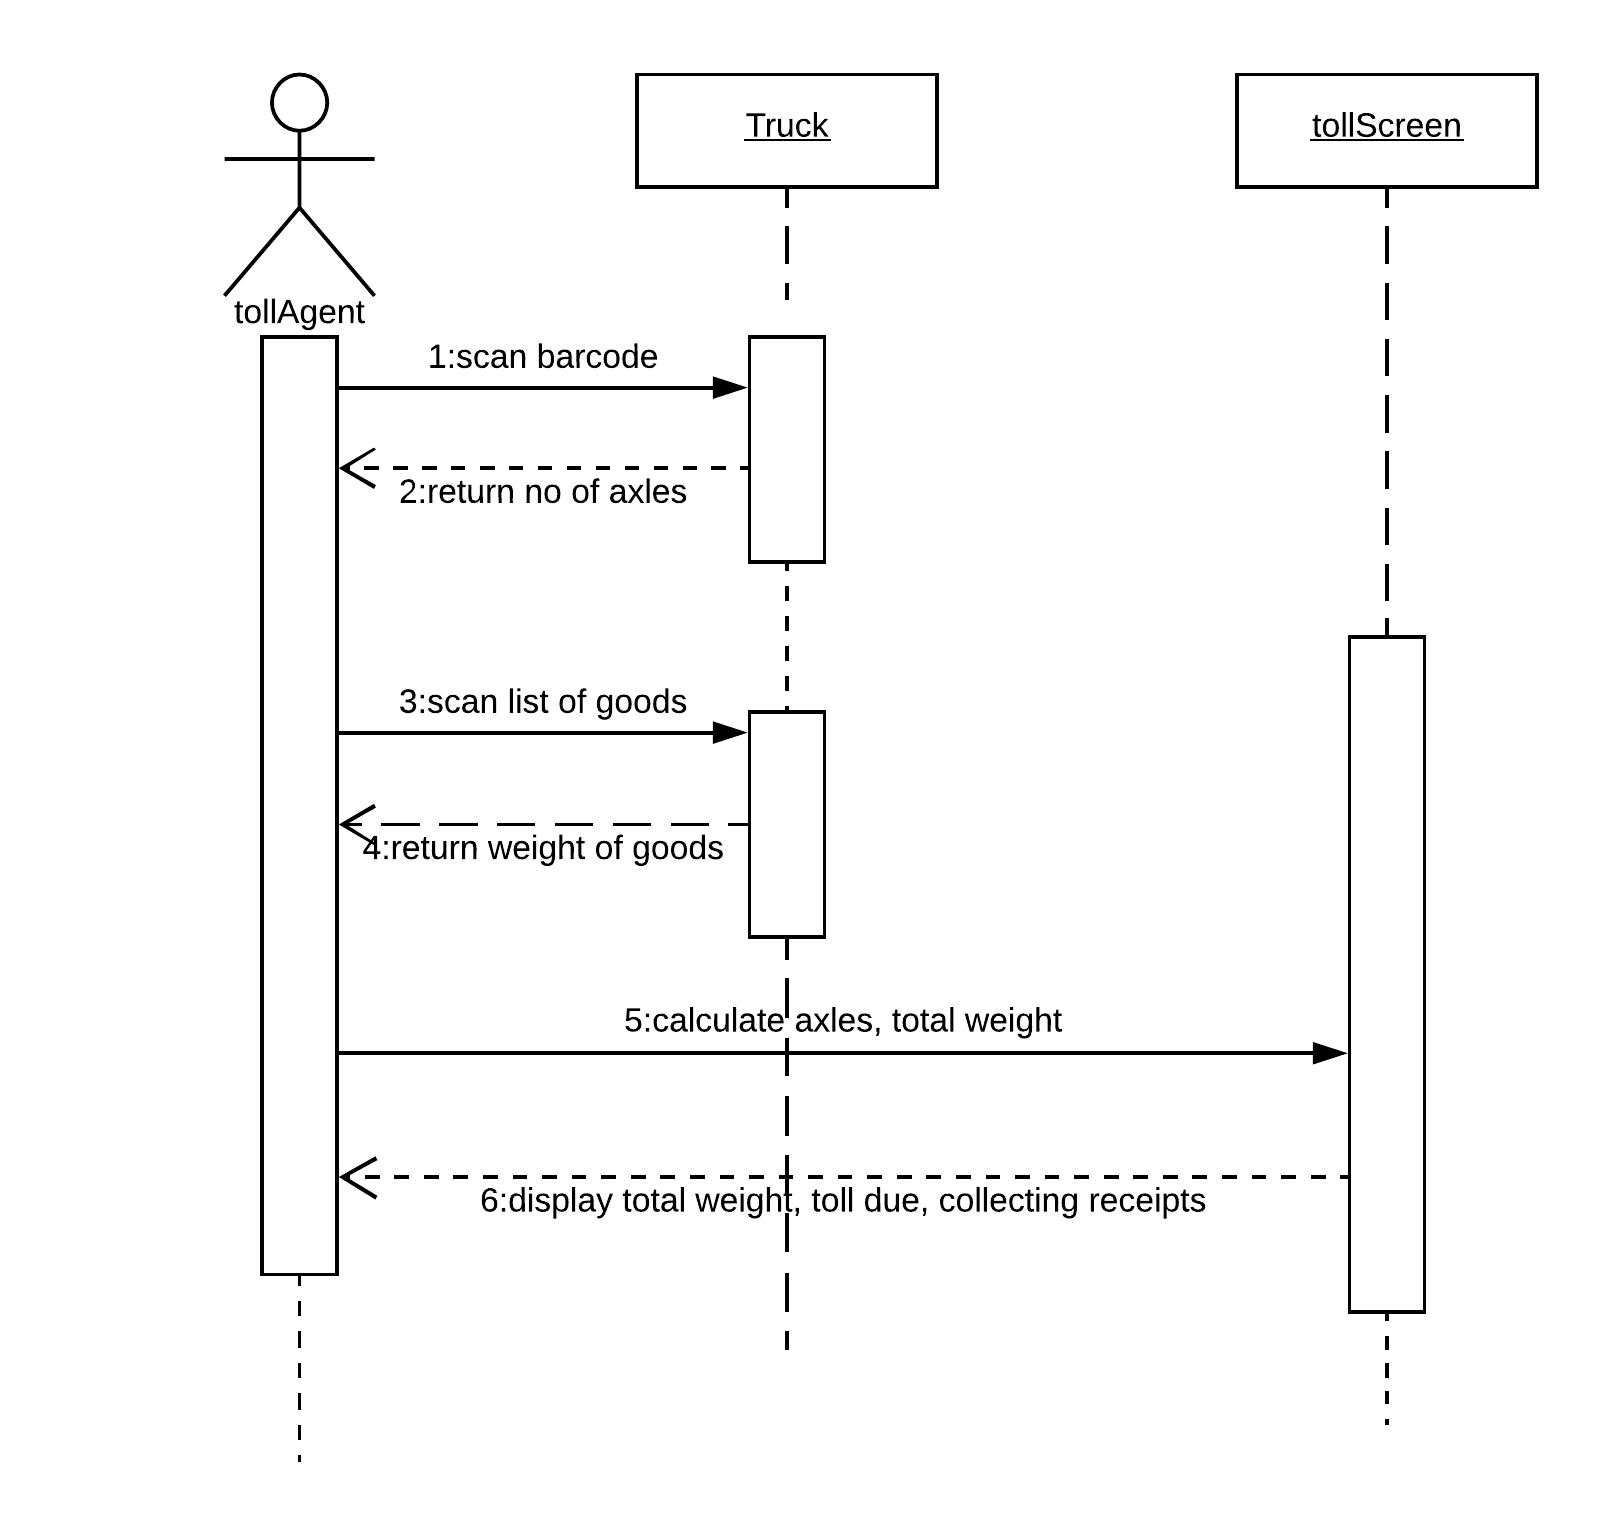 Truck
tollScreen
tollAgent
1:scan barcode
2:return no of axles
3:scan list of goods
4:return weight of goods
5:calculate axles, total weight
6:display total weight, toll due, collecting receipts